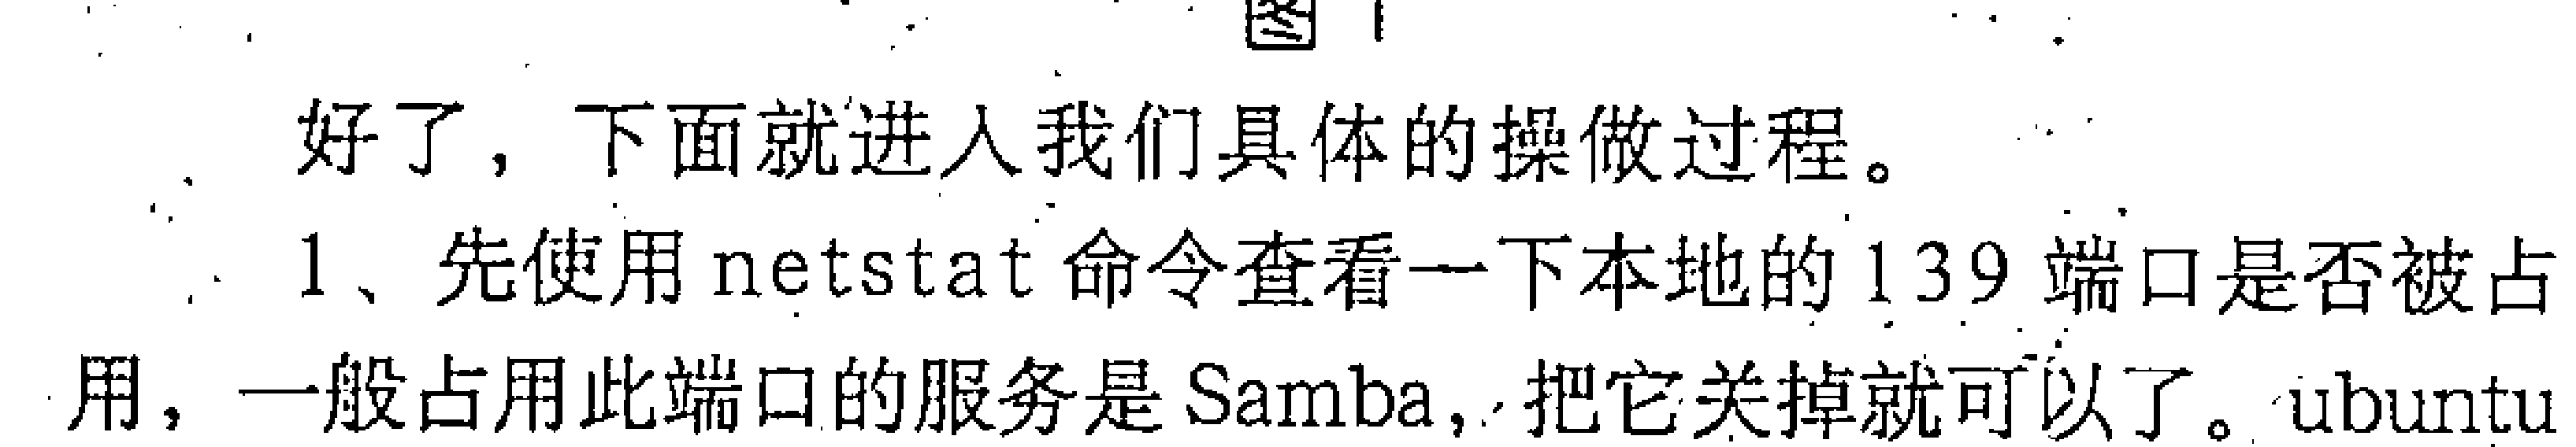 图 1
好了，下面就进入我们具体的操做过程。
1、先使用 netstat 命令查看一下本地的 139 端口是否被占
用，一般占用此端口的服务是 Samba，把它关掉就可以了。ubuntu